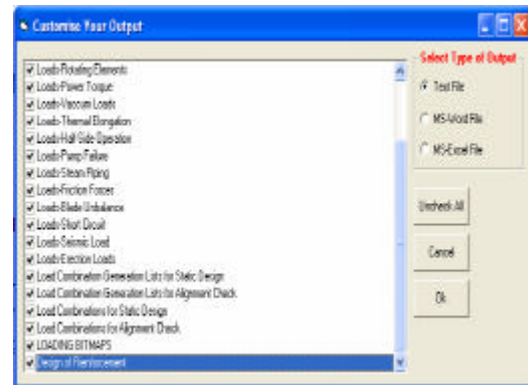 Customise Your Output
Loads-Rotating Elements
Loads-Power Torque
Loads-Vaccum Loads
Loads-Thermal Elongation
Loads-Half Side Operation
Loads-Pump Failure
Loads-Steam Piping
Loads-Friction Forces
Loads-Blade Unbalance
Loads-Short Circuit
Loads-Seismic Load
Loads-Erection Loads
Load Combination Generation Lists for Static Design
Load Combination Generation Lists for Alignment Check
Load Combinations for Static Design
Load Combinations for Alignment Check
LOADING BITMAPS
Design of Reinforcement
Select Type of Output
Text File
MS-Word File
MS-Excel File
Uncheck All
Cancel
Ok